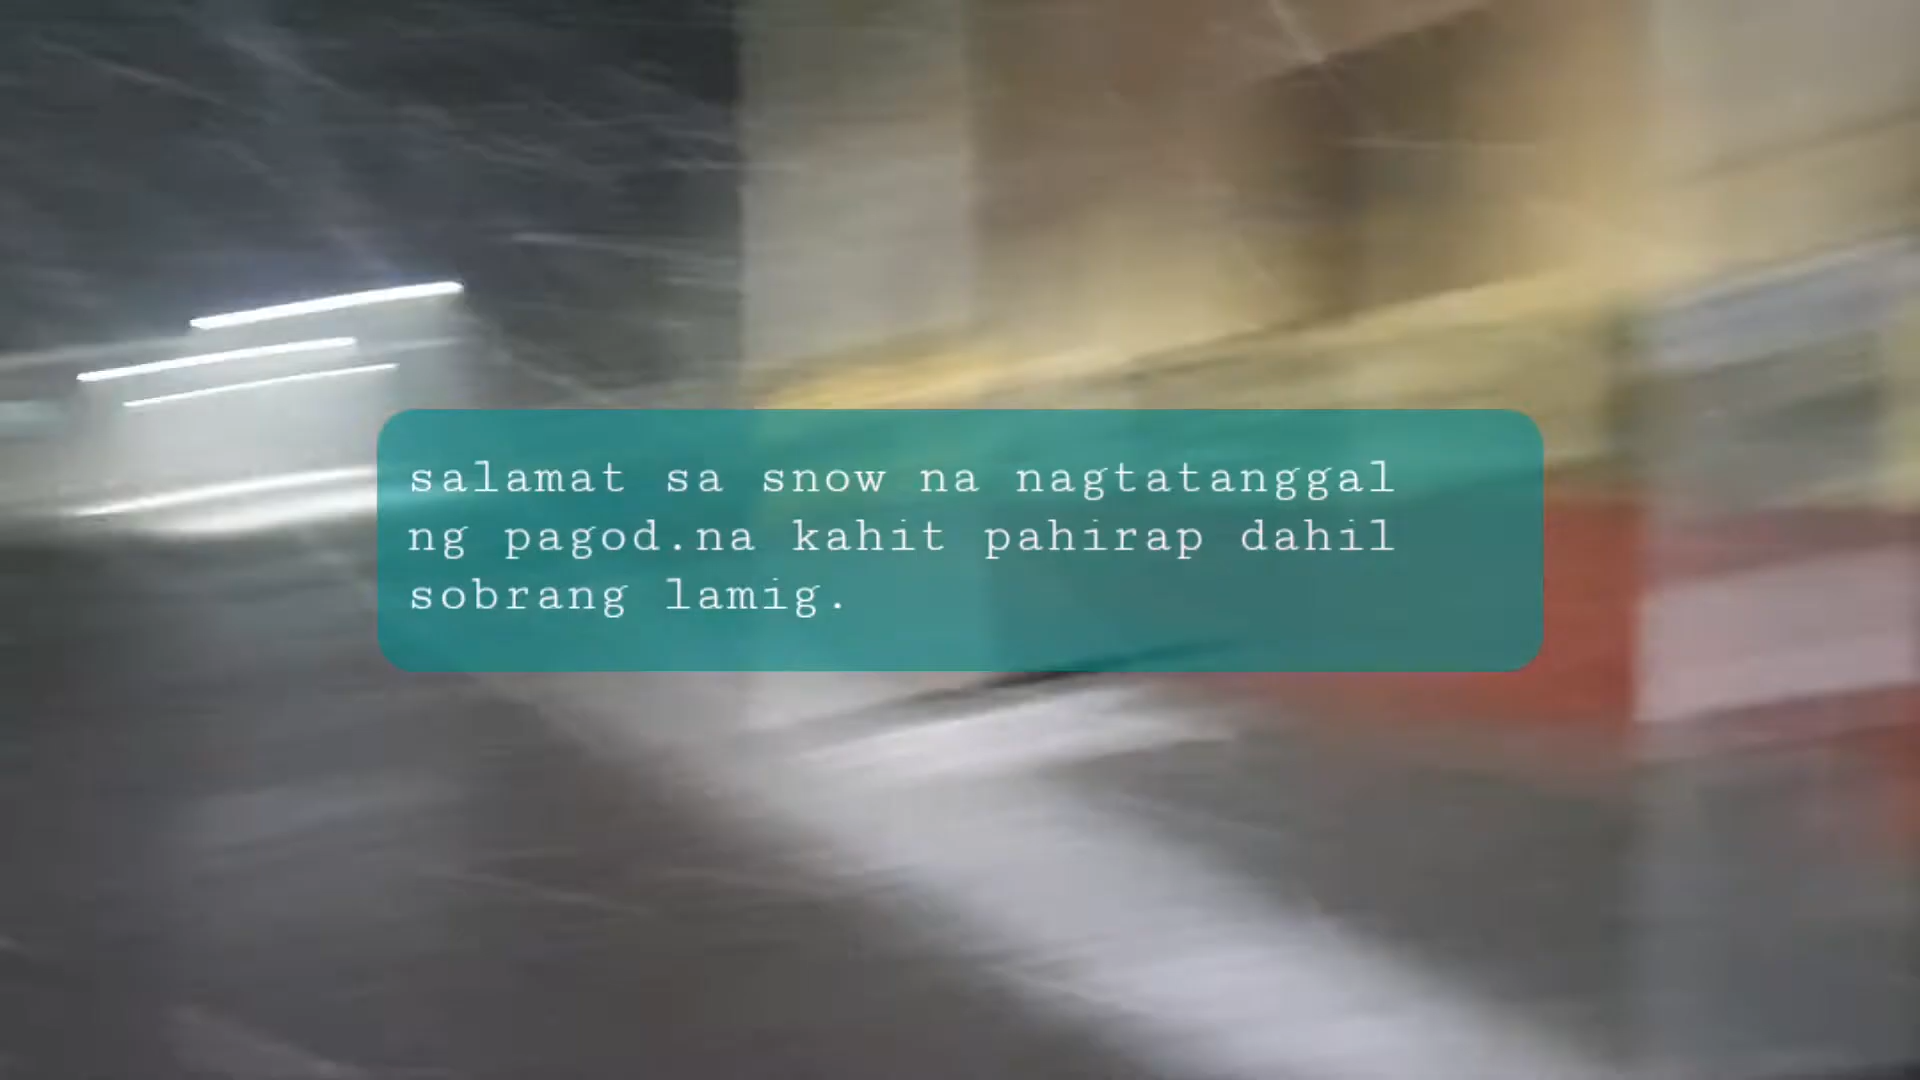 salamat sa snow na nagtatanggal
ng pagod.na kahit pahirap dahil
sobrang lamig.